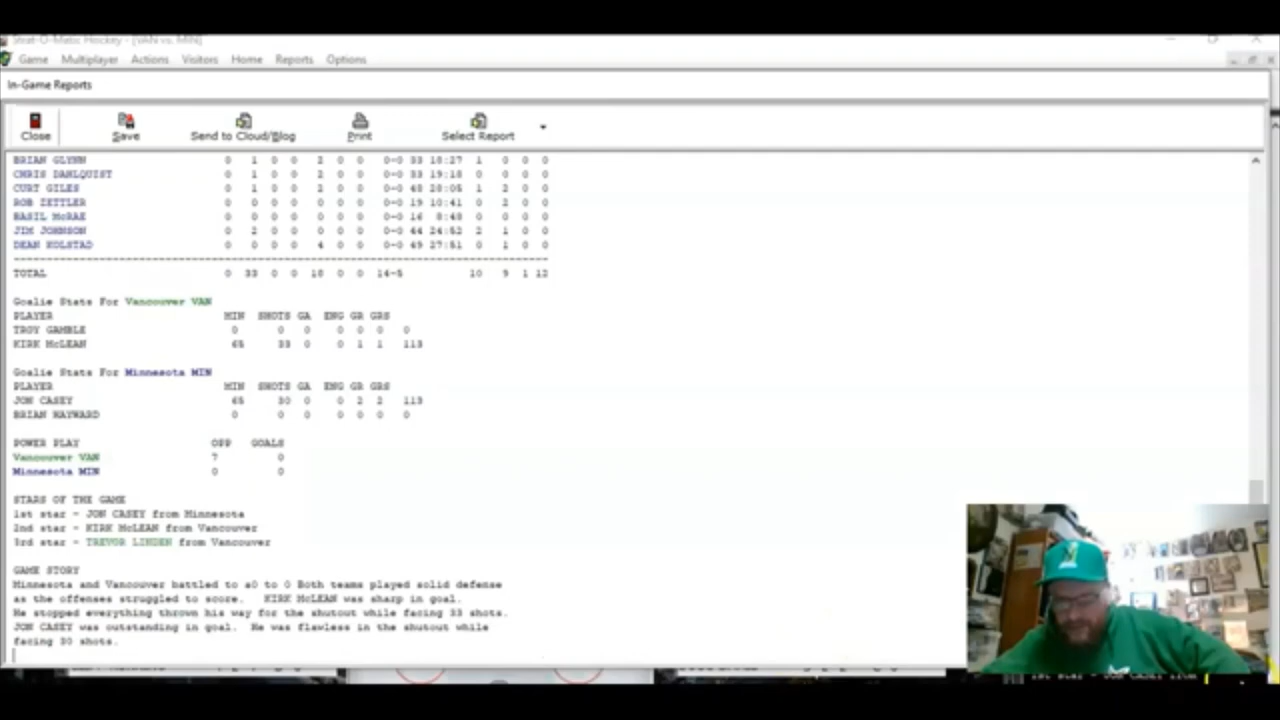 Strat-O-Matic Hockey - [VAN vs. MIN]
Game Multiplayer Actions Visitors Home Reports Options
In-Game Reports
Close Save Send to Cloud/Blog Print Select Report
BRIAN GLYNN 0 1 0 0 2 0 0 0-0 33 18:27 1 0 0 0
CHRIS DAHLQUIST 0 1 0 0 2 0 0 0-0 33 19:18 0 0 0 0
CURT GILES 0 1 0 0 2 0 0 0-0 48 28:05 1 2 0 0
ROB ZETTLER 0 0 0 0 0 0 0 0-0 19 10:41 0 2 0 0
BASIL McRAE 0 0 0 0 0 0 0 0-0 16 8:48 0 0 0 0
JIM JOHNSON 0 2 0 0 0 0 0 0-0 44 24:52 2 1 0 0
DEAN KOLSTAD 0 0 0 0 4 0 0 0-0 49 27:51 0 1 0 0
TOTAL 0 33 0 0 18 0 0 14-5 10 9 1 12
Goalie Stats For Vancouver VAN
PLAYER MIN SHOTS GA ENG GR GRS
TROY GAMBLE 0 0 0 0 0 0 0
KIRK McLEAN 65 33 0 0 1 1 113
Goalie Stats For Minnesota MIN
PLAYER MIN SHOTS GA ENG GR GRS
JON CASEY 65 30 0 0 2 2 113
BRIAN HAYWARD 0 0 0 0 0 0 0
POWER PLAY OPP GOALS
Vancouver VAN 7 0
Minnesota MIN 0 0
STARS OF THE GAME
1st star - JON CASEY from Minnesota
2nd star - KIRK McLEAN from Vancouver
3rd star - TREVOR LINDEN from Vancouver
GAME STORY
Minnesota and Vancouver battled to a0 to 0 Both teams played solid defense
as the offenses struggled to score. KIRK McLEAN was sharp in goal.
He stopped everything thrown his way for the shutout while facing 33 shots.
JON CASEY was outstanding in goal. He was flawless in the shutout while
facing 30 shots.
1st star - JON CASEY from